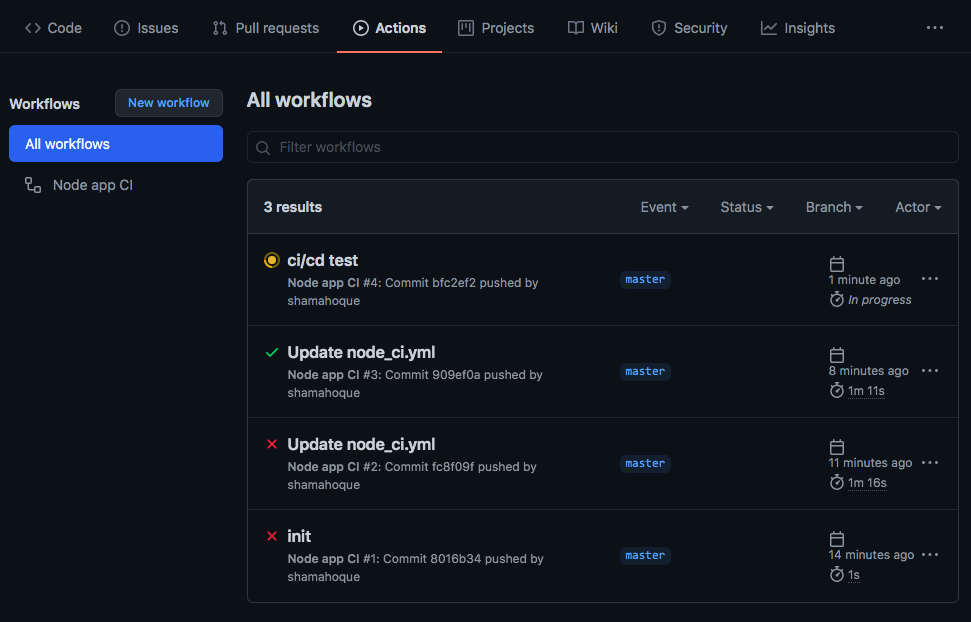 Code Issues Pull requests Actions Projects Wiki Security Insights
Workflows New workflow
All workflows
Node app CI
All workflows
Filter workflows
3 results Event Status Branch Actor
ci/cd test
Node app CI #4: Commit bfc2ef2 pushed by
shamahoque
master
1 minute ago
In progress
Update node_ci.yml
Node app CI #3: Commit 909ef0a pushed by
shamahoque
master
8 minutes ago
1m 11s
Update node_ci.yml
Node app CI #2: Commit fc8f09f pushed by
shamahoque
master
11 minutes ago
1m 16s
init
Node app CI #1: Commit 8016b34 pushed by
shamahoque
master
14 minutes ago
1s